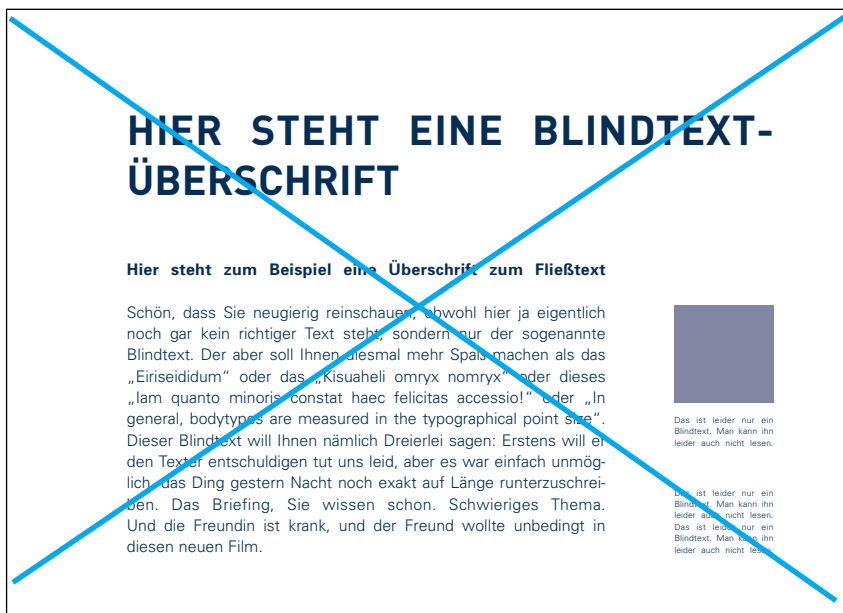 HIER STEHT EINE BLINDTEXT-
ÜBERSCHRIFT
Hier steht zum Beispiel eine Überschrift zum Fließtext
Schön, dass Sie neugierig reinschauen, obwohl hier ja eigentlich
noch gar kein richtiger Text steht, sondern nur der sogenannte
Blindtext. Der aber soll Ihnen diesmal mehr Spaß machen als das
„Eiriseididum“ oder das „Kisuaheli omryx nomryx“ oder dieses
„Iam quanto minoris constat haec felicitas accessio!“ oder „In
general, bodytypes are measured in the typographical point size“.
Dieser Blindtext will Ihnen nämlich Dreierlei sagen: Erstens will er
den Texter entschuldigen tut uns leid, aber es war einfach unmög-
lich, das Ding gestern Nacht noch exakt auf Länge runterzuschrei-
ben. Das Briefing, Sie wissen schon. Schwieriges Thema.
Und die Freundin ist krank, und der Freund wollte unbedingt in
diesen neuen Film.
Das ist leider nur ein
Blindtext. Man kann ihn
leider auch nicht lesen.
Das ist leider nur ein
Blindtext. Man kann ihn
leider auch nicht lesen.
Das ist leider nur ein
Blindtext. Man kann ihn
leider auch nicht lesen.